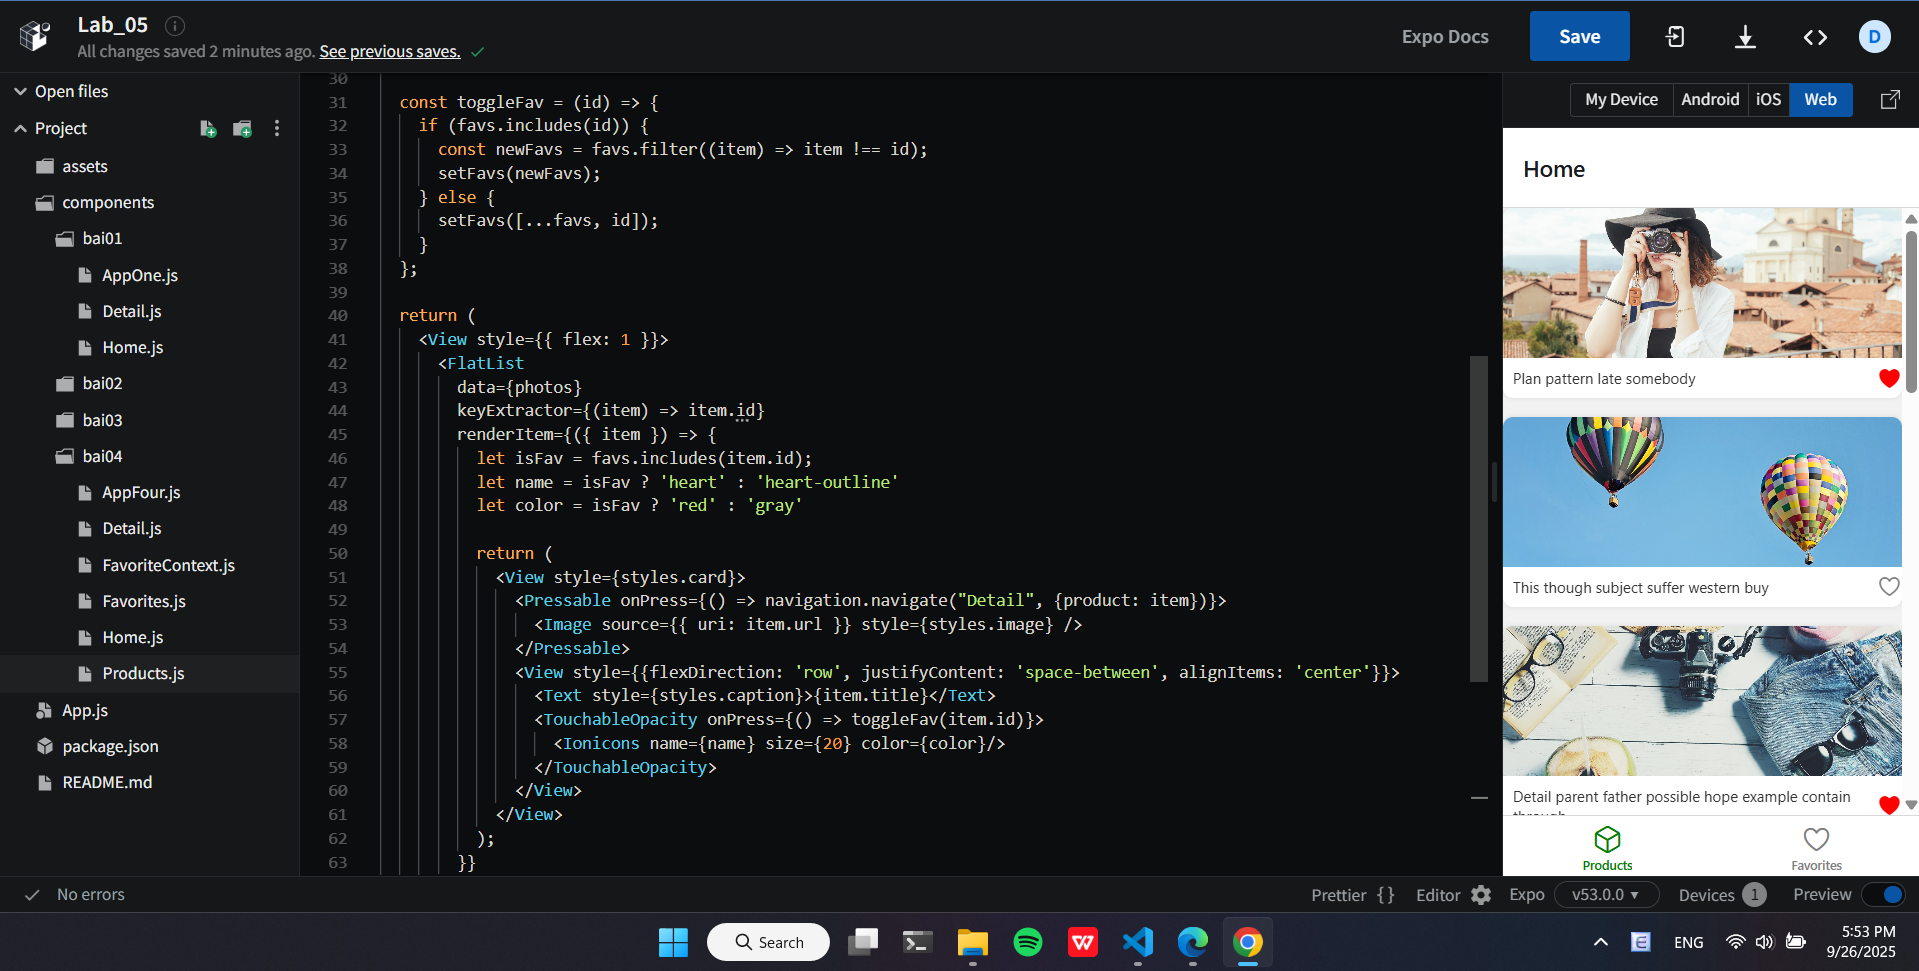 Lab_05
All changes saved 2 minutes ago. See previous saves.
Expo Docs
Save
D
Open files
Project
assets
components
bai01
AppOne.js
Detail.js
Home.js
bai02
bai03
bai04
AppFour.js
Detail.js
FavoriteContext.js
Favorites.js
Home.js
Products.js
App.js
package.json
README.md
30
31 const toggleFav = (id) => {
32 if (favs.includes(id)) {
33 const newFavs = favs.filter((item) => item !== id);
34 setFavs(newFavs);
35 } else {
36 setFavs([...favs, id]);
37 }
38 };
39
40 return (
41 <View style={{ flex: 1 }}>
42 <FlatList
43 data={photos}
44 keyExtractor={(item) => item.id}
45 renderItem={({ item }) => {
46 let isFav = favs.includes(item.id);
47 let name = isFav ? 'heart' : 'heart-outline'
48 let color = isFav ? 'red' : 'gray'
49
50 return (
51 <View style={styles.card}>
52 <Pressable onPress={() => navigation.navigate("Detail", {product: item})}>
53 <Image source={{ uri: item.url }} style={styles.image} />
54 </Pressable>
55 <View style={{flexDirection: 'row', justifyContent: 'space-between', alignItems: 'center'}}>
56 <Text style={styles.caption}>{item.title}</Text>
57 <TouchableOpacity onPress={() => toggleFav(item.id)}>
58 <Ionicons name={name} size={20} color={color}/>
59 </TouchableOpacity>
60 </View>
61 </View>
62 );
63 }}
My Device Android iOS Web
Home
Plan pattern late somebody
This though subject suffer western buy
Detail parent father possible hope example contain
through
Products
Favorites
No errors
Prettier {} Editor Expo v53.0.0 Devices 1 Preview
Search
ENG
5:53 PM
9/26/2025